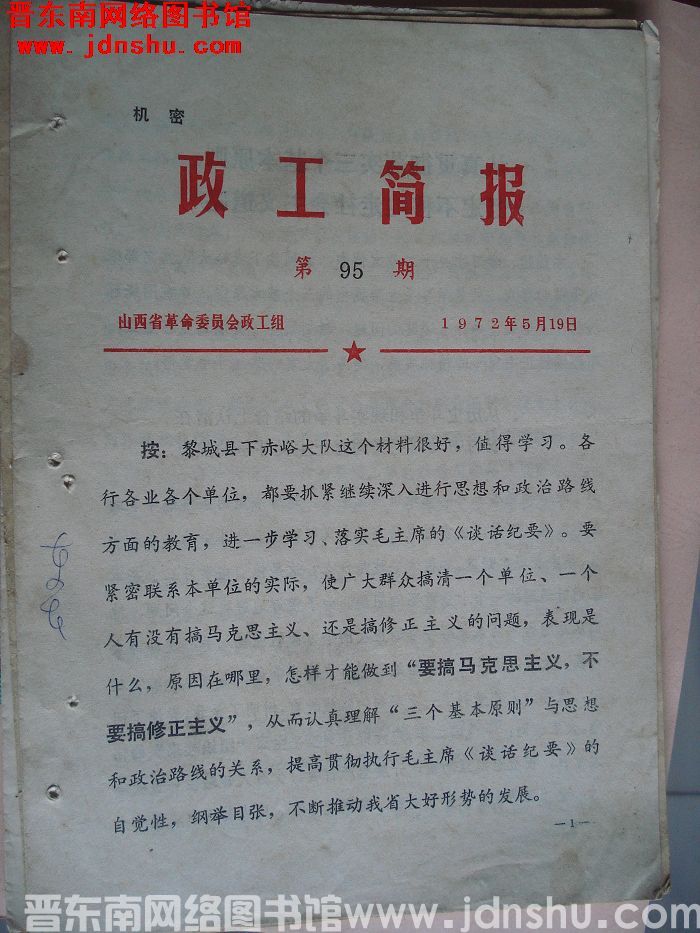 晋东南网络图书馆
www.jdnshu.com
机密
政工简报
第 95 期
山西省革命委员会政工组 1972年5月19日
按：黎城县下赤峪大队这个材料很好，值得学习。各
行各业各个单位，都要抓紧继续深入进行思想和政治路线
方面的教育，进一步学习、落实毛主席的《谈话纪要》。要
紧密联系本单位的实际，使广大群众搞清一个单位、一个
人有没有搞马克思主义、还是搞修正主义的问题，表现是
什么，原因在哪里，怎样才能做到“要搞马克思主义，不
要搞修正主义”，从而认真理解“三个基本原则”与思想
和政治路线的关系，提高贯彻执行毛主席《谈话纪要》的
自觉性，纲举目张，不断推动我省大好形势的发展。
—1—
晋东南网络图书馆 www.jdnshu.com